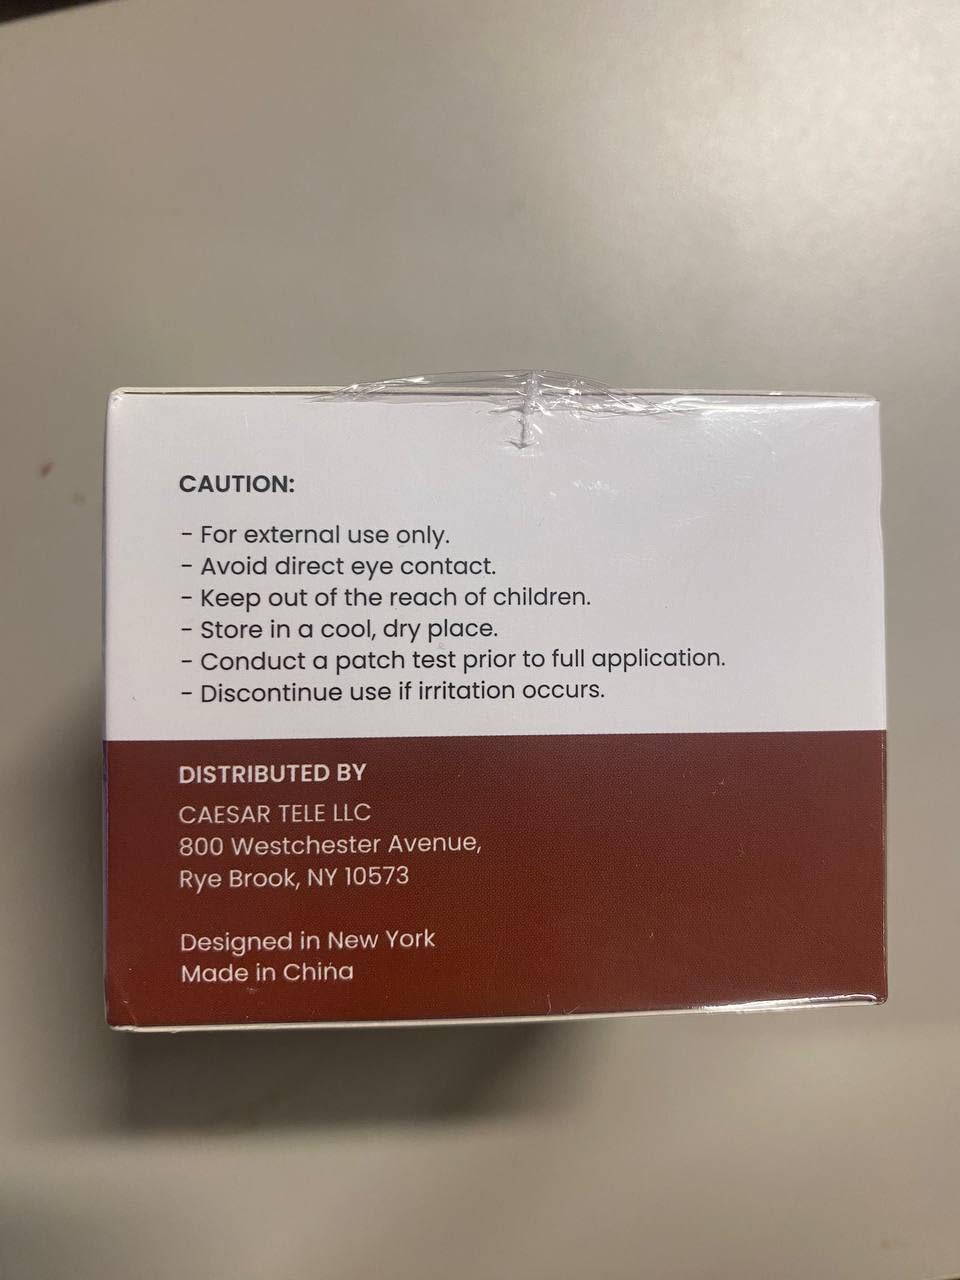 CAUTION:
- For external use only.
- Avoid direct eye contact.
- Keep out of the reach of children.
- Store in a cool, dry place.
- Conduct a patch test prior to full application.
- Discontinue use if irritation occurs.
DISTRIBUTED BY
CAESAR TELE LLC
800 Westchester Avenue,
Rye Brook, NY 10573
Designed in New York
Made in China